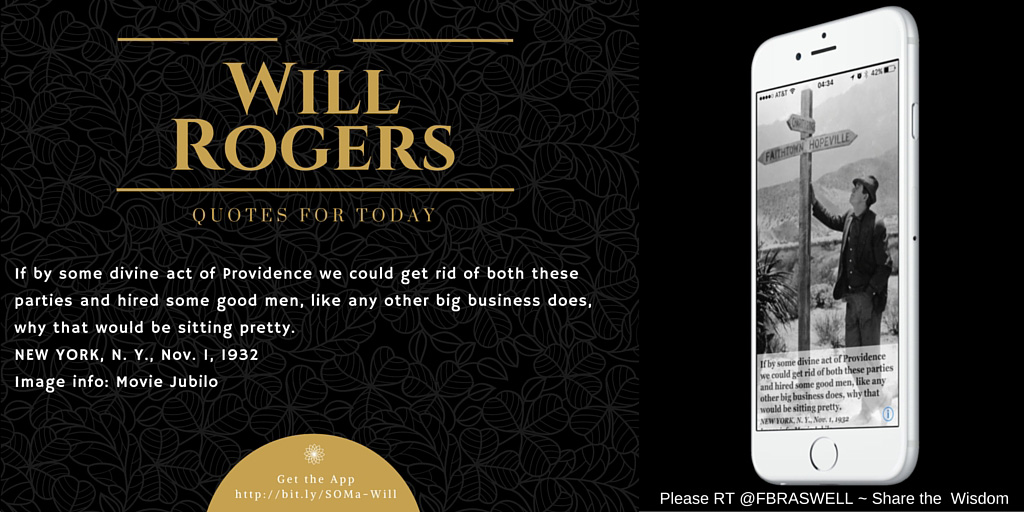 WILL
ROGERS
QUOTES FOR TODAY
If by some divine act of Providence we could get rid of both these
parties and hired some good men, like any other big business does,
why that would be sitting pretty.
NEW YORK, N. Y., Nov. 1, 1932
Image info: Movie Jubilo
Get the App
http://bit.ly/SOMa-Will
AT&T 04:34 42%
FAITHTOWN HOPEVILLE
If by some divine act of Providence
we could get rid of both these parties
and hired some good men, like any
other big business does, why that
would be sitting pretty.
NEW YORK, N. Y., Nov. 1, 1932
Please RT @FBRASWELL ~ Share the Wisdom